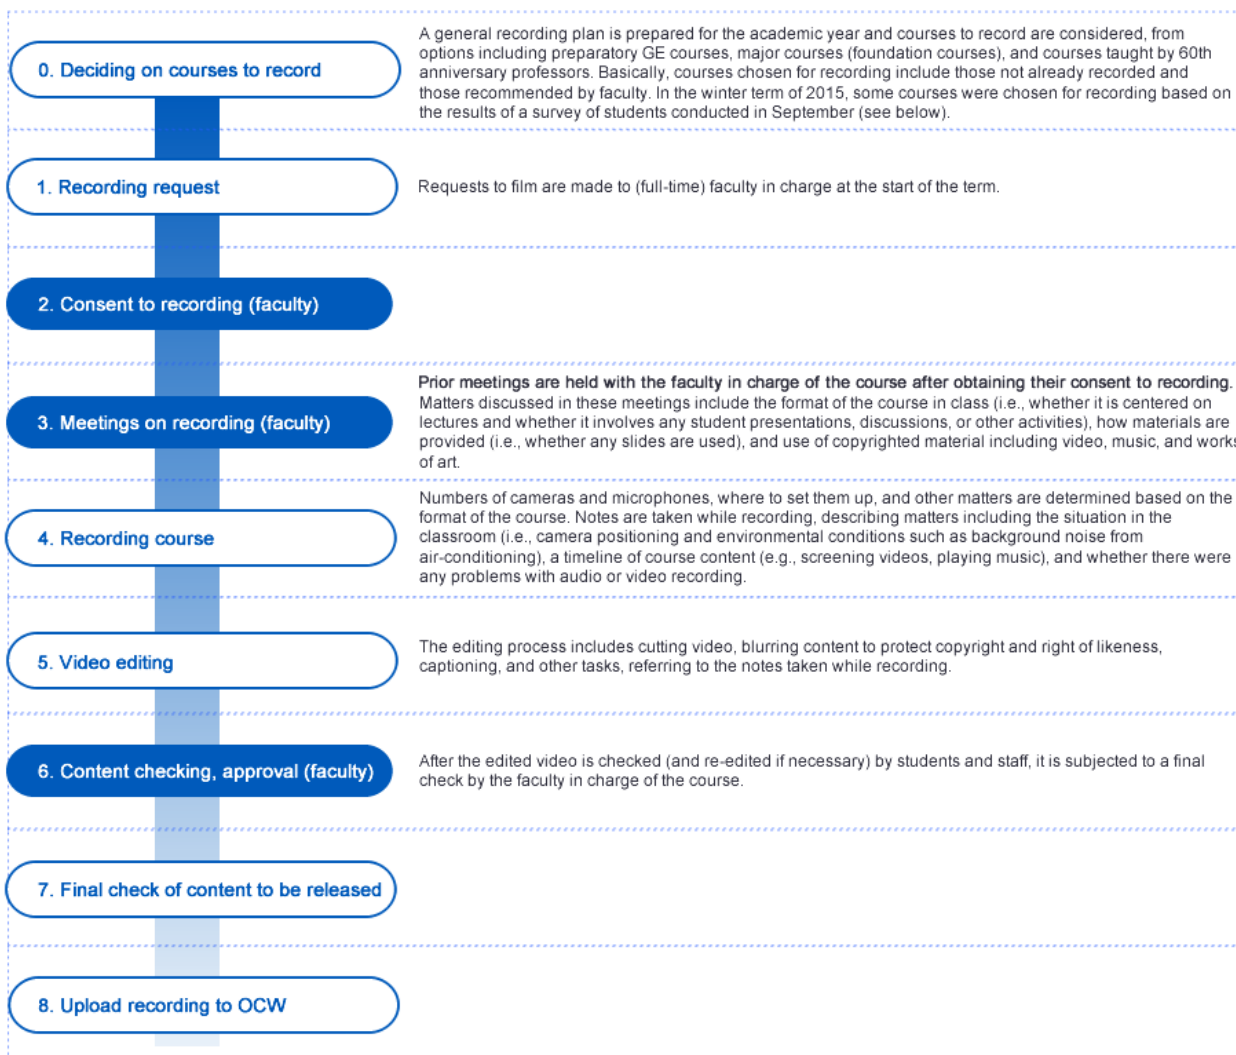 0. Deciding on courses to record
A general recording plan is prepared for the academic year and courses to record are considered, from
options including preparatory GE courses, major courses (foundation courses), and courses taught by 60th
anniversary professors. Basically, courses chosen for recording include those not already recorded and
those recommended by faculty. In the winter term of 2015, some courses were chosen for recording based on
the results of a survey of students conducted in September (see below).
1. Recording request
Requests to film are made to (full-time) faculty in charge at the start of the term.
2. Consent to recording (faculty)
3. Meetings on recording (faculty)
Prior meetings are held with the faculty in charge of the course after obtaining their consent to recording.
Matters discussed in these meetings include the format of the course in class (i.e., whether it is centered on
lectures and whether it involves any student presentations, discussions, or other activities), how materials are
provided (i.e., whether any slides are used), and use of copyrighted material including video, music, and works
of art.
4. Recording course
Numbers of cameras and microphones, where to set them up, and other matters are determined based on the
format of the course. Notes are taken while recording, describing matters including the situation in the
classroom (i.e., camera positioning and environmental conditions such as background noise from
air-conditioning), a timeline of course content (e.g., screening videos, playing music), and whether there were
any problems with audio or video recording.
5. Video editing
The editing process includes cutting video, blurring content to protect copyright and right of likeness,
captioning, and other tasks, referring to the notes taken while recording.
6. Content checking, approval (faculty)
After the edited video is checked (and re-edited if necessary) by students and staff, it is subjected to a final
check by the faculty in charge of the course.
7. Final check of content to be released
8. Upload recording to OCW